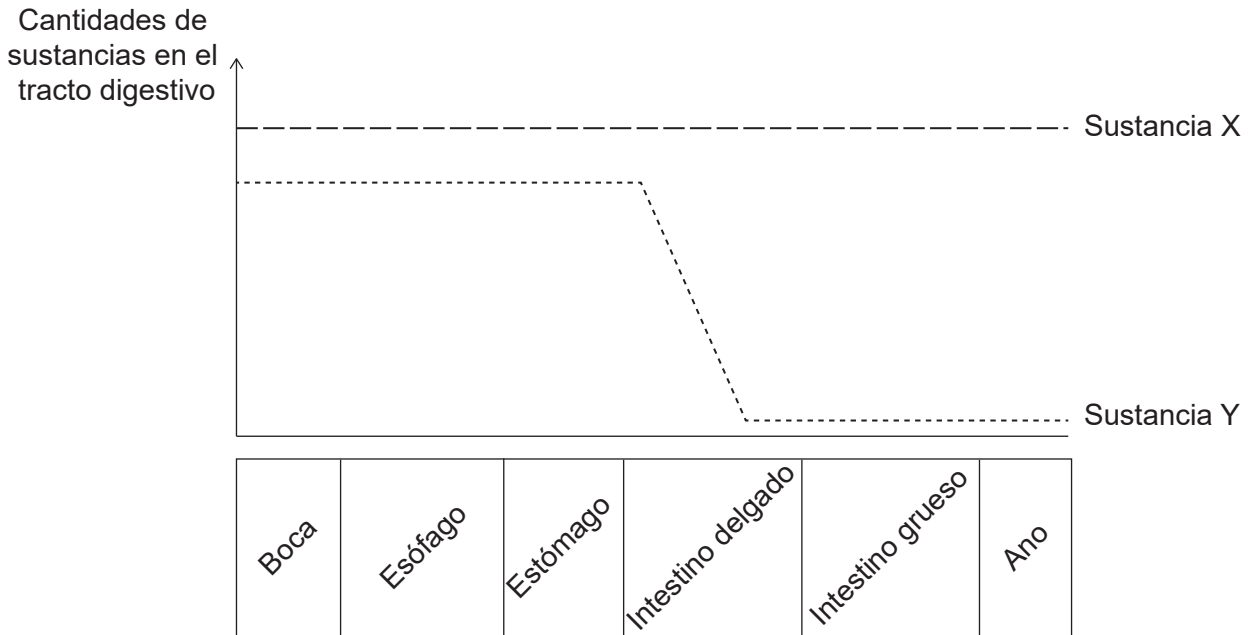 Cantidades de
sustancias en el
tracto digestivo
Sustancia X
Sustancia Y
Boca
Esófago
Estómago
Intestino delgado
Intestino grueso
Ano